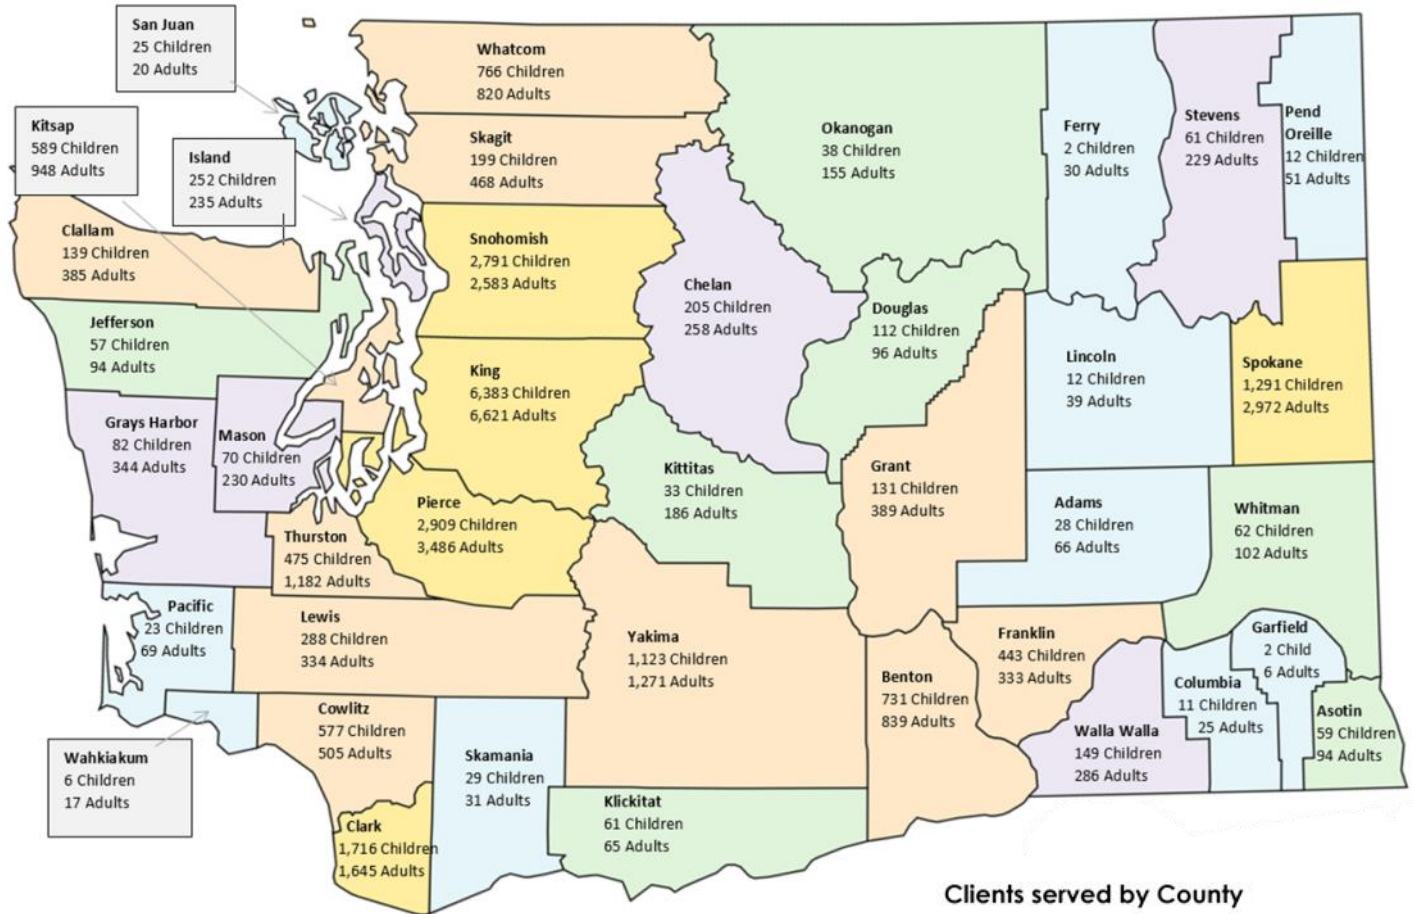 San Juan
25 Children
20 Adults
Whatcom
766 Children
820 Adults
Kitsap
589 Children
948 Adults
Island
252 Children
235 Adults
Skagit
199 Children
468 Adults
Okanogan
38 Children
155 Adults
Ferry
2 Children
30 Adults
Stevens
61 Children
229 Adults
Pend
Oreille
12 Children
51 Adults
Clallam
139 Children
385 Adults
Snohomish
2,791 Children
2,583 Adults
Chelan
205 Children
258 Adults
Douglas
112 Children
96 Adults
Jefferson
57 Children
94 Adults
King
6,383 Children
6,621 Adults
Lincoln
12 Children
39 Adults
Spokane
1,291 Children
2,972 Adults
Grays Harbor
82 Children
344 Adults
Mason
70 Children
230 Adults
Kittitas
33 Children
186 Adults
Grant
131 Children
389 Adults
Pierce
2,909 Children
3,486 Adults
Adams
28 Children
66 Adults
Whitman
62 Children
102 Adults
Thurston
475 Children
1,182 Adults
Pacific
23 Children
69 Adults
Lewis
288 Children
334 Adults
Yakima
1,123 Children
1,271 Adults
Benton
731 Children
839 Adults
Franklin
443 Children
333 Adults
Garfield
2 Child
6 Adults
Columbia
11 Children
25 Adults
Asotin
59 Children
94 Adults
Walla Walla
149 Children
286 Adults
Wahkiakum
6 Children
17 Adults
Cowlitz
577 Children
505 Adults
Skamania
29 Children
31 Adults
Klickitat
61 Children
65 Adults
Clark
1,716 Children
1,645 Adults
Clients served by County